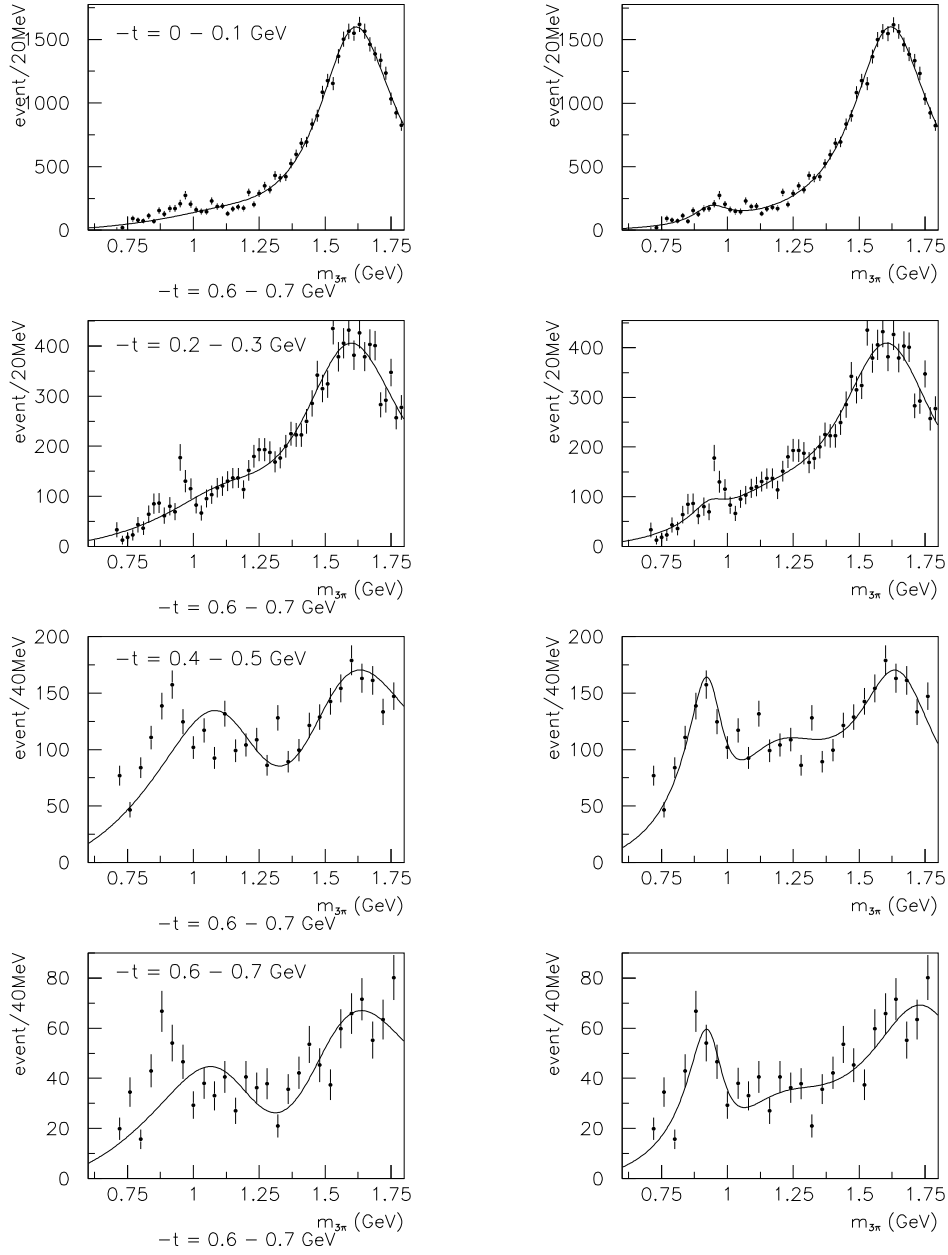 event/20MeV
−t = 0 − 0.1 GeV
1500
1000
500
0
0.75 1 1.25 1.5 1.75
m3π (GeV)
event/20MeV
1500
1000
500
0
0.75 1 1.25 1.5 1.75
m3π (GeV)
−t = 0.6 − 0.7 GeV
event/20MeV
−t = 0.2 − 0.3 GeV
400
300
200
100
0
0.75 1 1.25 1.5 1.75
m3π (GeV)
event/20MeV
400
300
200
100
0
0.75 1 1.25 1.5 1.75
m3π (GeV)
−t = 0.6 − 0.7 GeV
event/40MeV
−t = 0.4 − 0.5 GeV
200
150
100
50
0
0.75 1 1.25 1.5 1.75
m3π (GeV)
event/40MeV
200
150
100
50
0
0.75 1 1.25 1.5 1.75
m3π (GeV)
−t = 0.6 − 0.7 GeV
event/40MeV
−t = 0.6 − 0.7 GeV
80
60
40
20
0
0.75 1 1.25 1.5 1.75
m3π (GeV)
event/40MeV
80
60
40
20
0
0.75 1 1.25 1.5 1.75
m3π (GeV)
−t = 0.6 − 0.7 GeV